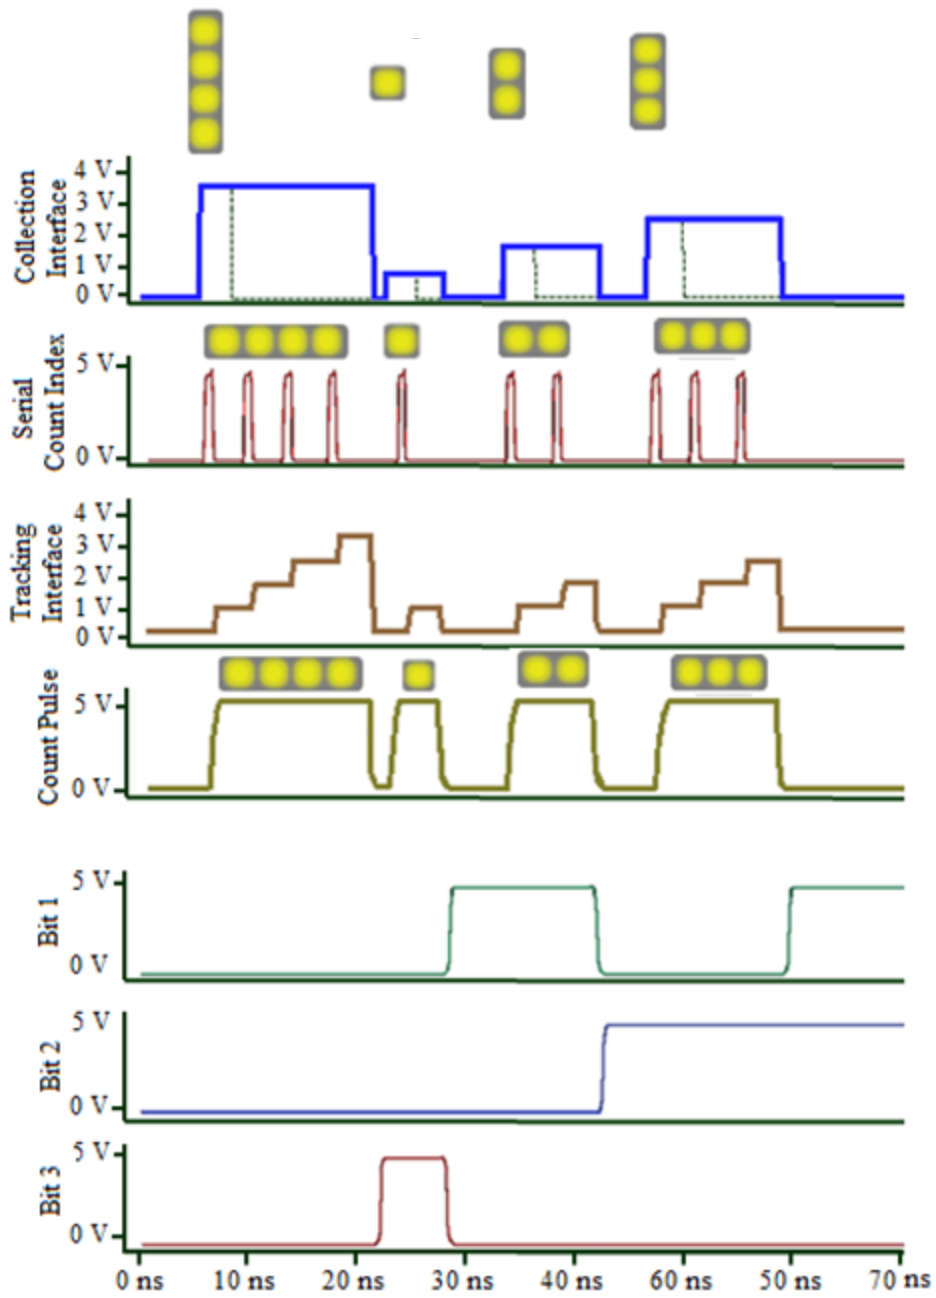 Collection
Interface
4 V
3 V
2 V
1 V
0 V
Serial
Count Index
5 V
0 V
Tracking
Interface
4 V
3 V
2 V
1 V
0 V
Count Pulse
5 V
0 V
Bit 1
5 V
0 V
Bit 2
5 V
0 V
Bit 3
5 V
0 V
0 ns 10 ns 20 ns 30 ns 40 ns 60 ns 50 ns 70 ns